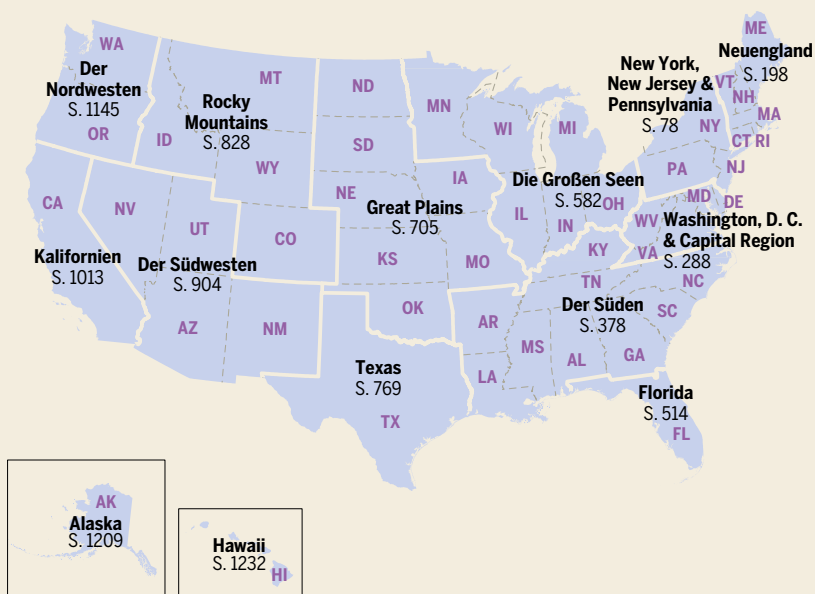 WA
Der
Nordwesten
S. 1145
OR
MT
Rocky
Mountains
S. 828
ID
WY
ND
SD
NE
Great Plains
S. 705
IA
KS
MO
MN
WI
MI
Die Großen Seen
S. 582
OH
IL
IN
New York,
New Jersey &
Pennsylvania
S. 78
NY
PA
NJ
ME
Neuengland
S. 198
VT
NH
MA
CT RI
MD
DE
WV
Washington, D. C.
& Capital Region
VA
S. 288
CA
Kalifornien
S. 1013
NV
UT
CO
Der Südwesten
S. 904
AZ
NM
OK
Texas
S. 769
TX
KY
TN
NC
Der Süden
S. 378
SC
AR
MS
AL
GA
LA
Florida
S. 514
FL
AK
Alaska
S. 1209
Hawaii
S. 1232
HI